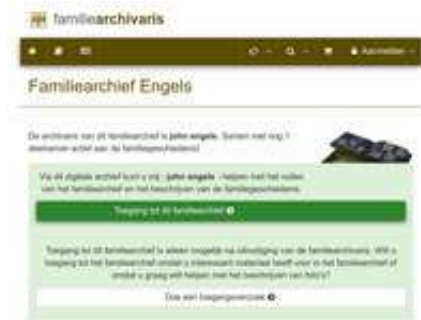 familiearchivaris
Aanmelden
Familiearchief Engels
De archivaris van dit familiearchief is john engels. Samen met nog 1
deelnemer actief aan de familiegeschiedenis!
Via dit digitale archief kunt u mij - john engels - helpen met het vullen
van het familiearchief en het beschrijven van de familiegeschiedenis.
Toegang tot dit familiearchief
Toegang tot dit familiearchief is alleen mogelijk na uitnodiging van de familiearchivaris. Wilt u
toegang tot het familiearchief omdat u interessant materiaal heeft voor in het familiearchief of
omdat u graag wilt helpen met het beschrijven van foto's?
Doe een toegangsverzoek